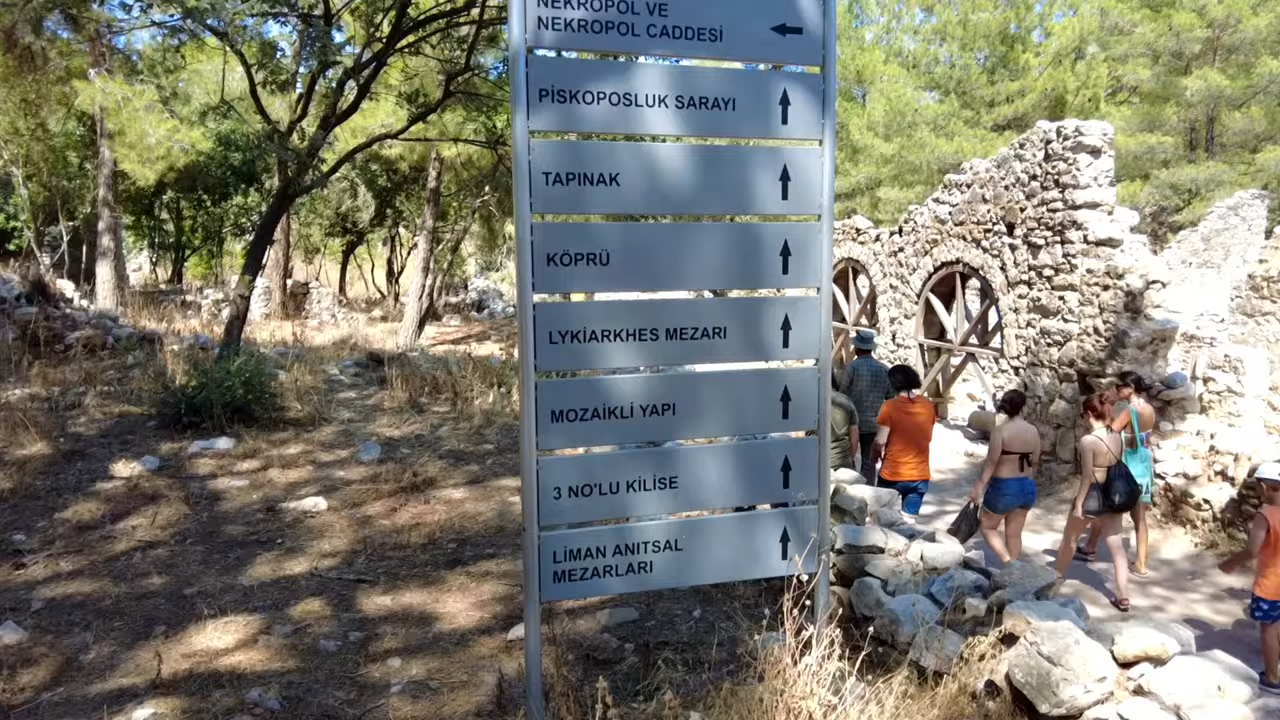 NEKROPOL VE
NEKROPOL CADDESİ
PİSKOPOSLUK SARAYI
TAPINAK
KÖPRÜ
LYKİARKHES MEZARI
MOZAİKLİ YAPI
3 NO'LU KİLİSE
LİMAN ANITSAL
MEZARLARI